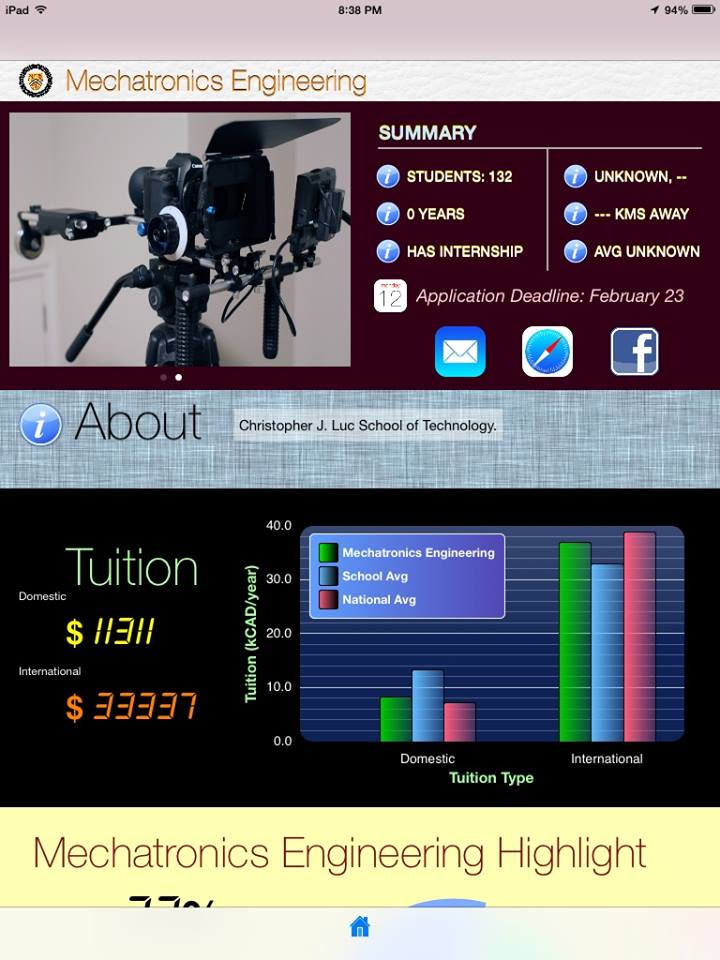 iPad
8:38 PM
94%
Mechatronics Engineering
Canon
SUMMARY
STUDENTS: 132
UNKNOWN, --
0 YEARS
--- KMS AWAY
HAS INTERNSHIP
AVG UNKNOWN
12
Application Deadline: February 23
f
i About
Christopher J. Luc School of Technology.
Tuition
Domestic
$ 11311
International
$ 33337
Tuition (kCAD/year)
40.0
30.0
20.0
10.0
0.0
Mechatronics Engineering
School Avg
National Avg
Domestic
International
Tuition Type
Mechatronics Engineering Highlight